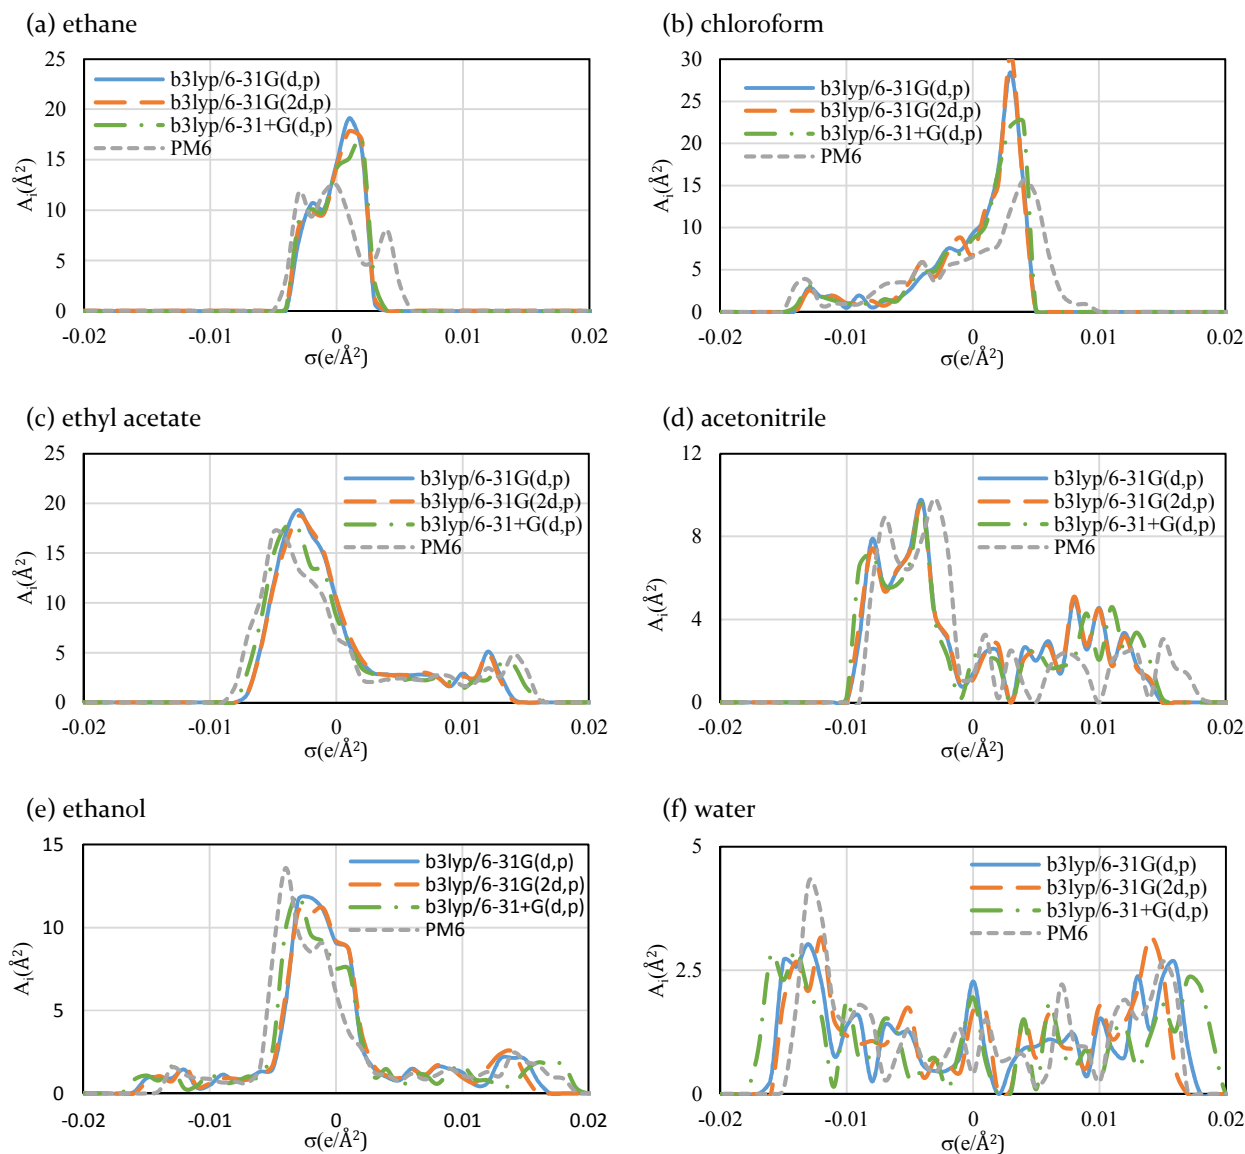 (a) ethane
25
20
15
10
5
0
-0.02
-0.01
0
0.01
0.02
A_i(Å²)
σ(e/Å²)
b3lyp/6-31G(d,p)
b3lyp/6-31G(2d,p)
b3lyp/6-31+G(d,p)
PM6
(b) chloroform
30
25
20
15
10
5
0
-0.02
-0.01
0
0.01
0.02
A_i(Å²)
σ(e/Å²)
b3lyp/6-31G(d,p)
b3lyp/6-31G(2d,p)
b3lyp/6-31+G(d,p)
PM6
(c) ethyl acetate
25
20
15
10
5
0
-0.02
-0.01
0
0.01
0.02
A_i(Å²)
σ(e/Å²)
b3lyp/6-31G(d,p)
b3lyp/6-31G(2d,p)
b3lyp/6-31+G(d,p)
PM6
(d) acetonitrile
12
8
4
0
-0.02
-0.01
0
0.01
0.02
A_i(Å²)
σ(e/Å²)
b3lyp/6-31G(d,p)
b3lyp/6-31G(2d,p)
b3lyp/6-31+G(d,p)
PM6
(e) ethanol
15
10
5
0
-0.02
-0.01
0
0.01
0.02
A_i(Å²)
σ(e/Å²)
b3lyp/6-31G(d,p)
b3lyp/6-31G(2d,p)
b3lyp/6-31+G(d,p)
PM6
(f) water
5
2.5
0
-0.02
-0.01
0
0.01
0.02
A_i(Å²)
σ(e/Å²)
b3lyp/6-31G(d,p)
b3lyp/6-31G(2d,p)
b3lyp/6-31+G(d,p)
PM6